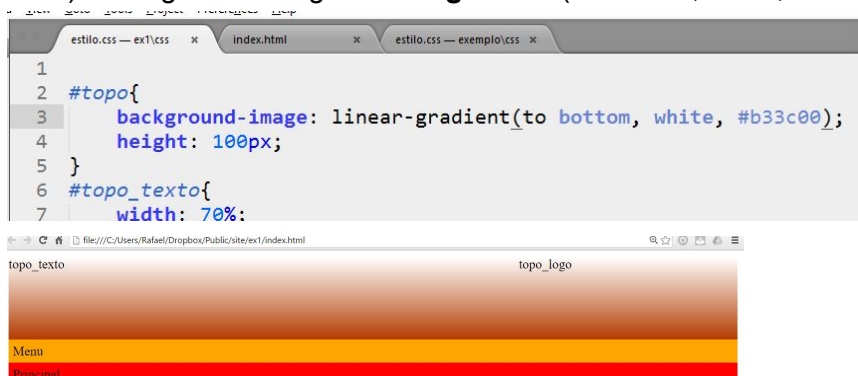 estilo.css — ex1\css x index.html x estilo.css — exemplo\css x
1
2 #topo{
3 background-image: linear-gradient(to bottom, white, #b33c00);
4 height: 100px;
5 }
6 #topo_texto{
7 width: 70%;
file:///C:/Users/Rafael/Dropbox/Public/site/ex1/index.html
topo_texto topo_logo
Menu
Principal